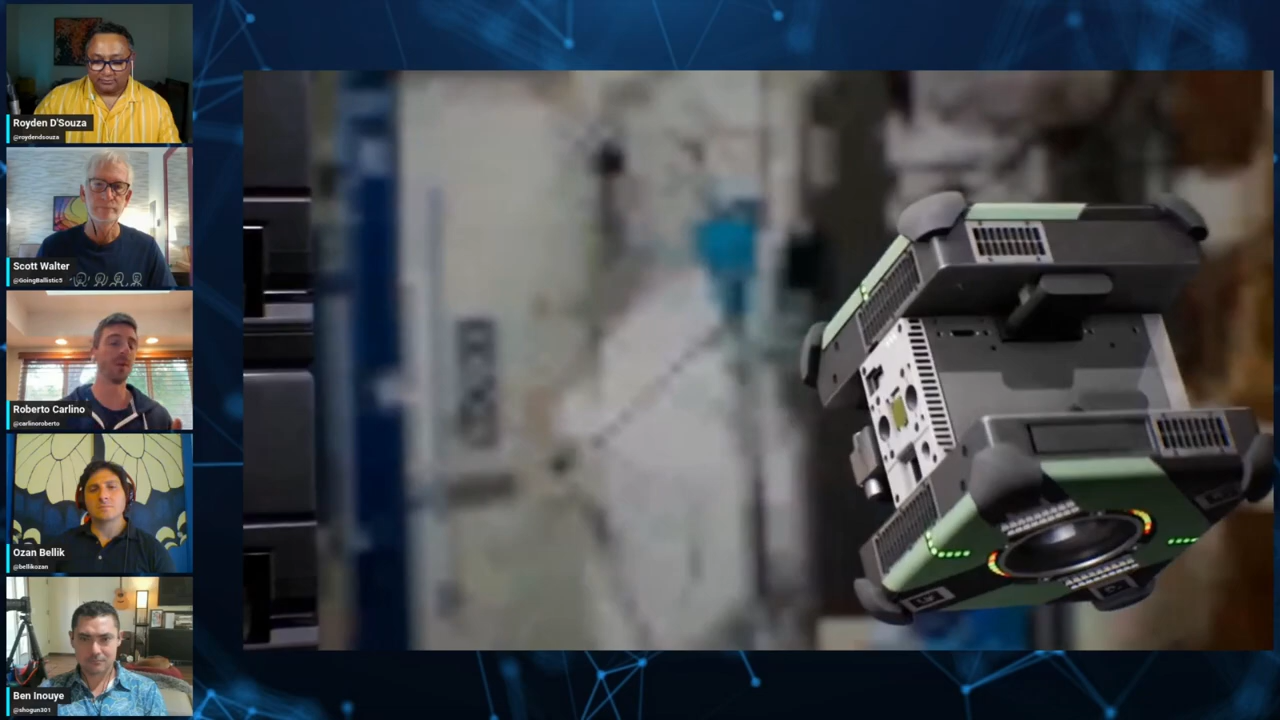 Royden D'Souza
@roydendsouza
Scott Walter
@GoingBallistic5
Roberto Carlino
@carlinoroberto
Ozan Bellik
@bellikozan
Ben Inouye
@shogun301